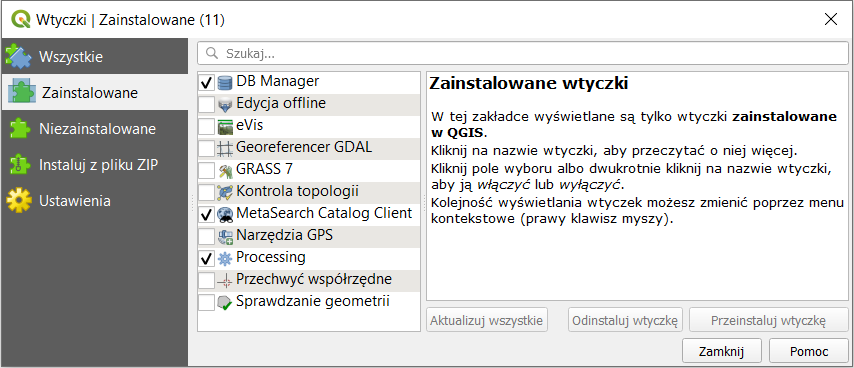 Wtyczki | Zainstalowane (11)
Wszystkie
Zainstalowane
Niezainstalowane
Instaluj z pliku ZIP
Ustawienia
Szukaj...
DB Manager
Edycja offline
eVis
Georeferencer GDAL
GRASS 7
Kontrola topologii
MetaSearch Catalog Client
Narzędzia GPS
Processing
Przechwyć współrzędne
Sprawdzanie geometrii
Zainstalowane wtyczki
W tej zakładce wyświetlane są tylko wtyczki zainstalowane
w QGIS.
Kliknij na nazwie wtyczki, aby przeczytać o niej więcej.
Kliknij pole wyboru albo dwukrotnie kliknij na nazwie wtyczki,
aby ją włączyć lub wyłączyć.
Kolejność wyświetlania wtyczek możesz zmienić poprzez menu
kontekstowe (prawy klawisz myszy).
Aktualizuj wszystkie
Odinstaluj wtyczkę
Przeinstaluj wtyczkę
Zamknij
Pomoc